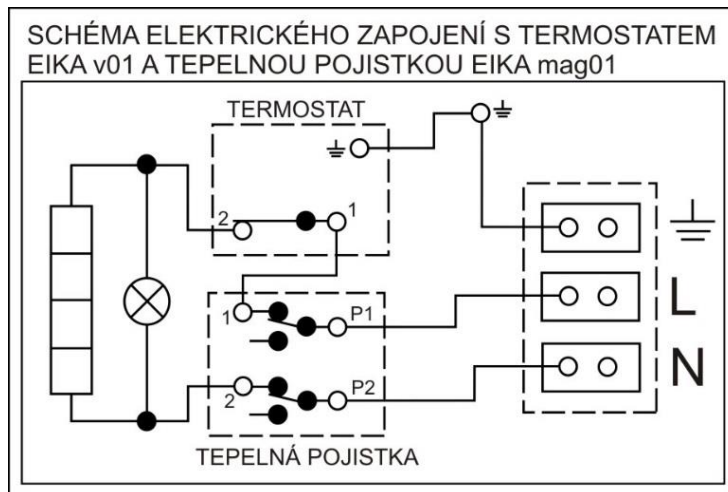 SCHÉMA ELEKTRICKÉHO ZAPOJENÍ S TERMOSTATEM
EIKA v01 A TEPELNOU POJISTKOU EIKA mag01
TERMOSTAT
2 1
1 P1
L
2 P2
N
TEPELNÁ POJISTKA